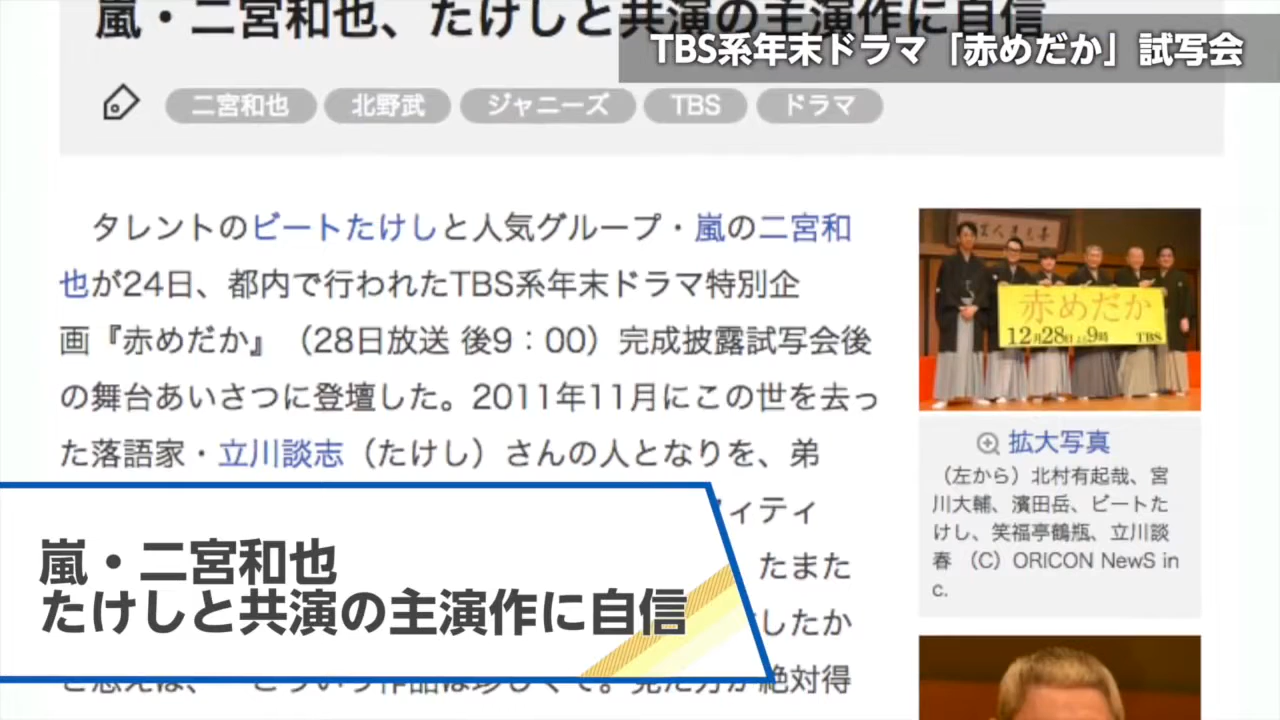 嵐・二宮和也、たけしと共演の主演作に自信
TBS系年末ドラマ「赤めだか」試写会
二宮和也 北野武 ジャニーズ TBS ドラマ
タレントのビートたけしと人気グループ・嵐の二宮和
也が24日、都内で行われたTBS系年末ドラマ特別企
画『赤めだか』（28日放送 後9：00）完成披露試写会後
の舞台あいさつに登壇した。2011年11月にこの世を去っ
た落語家・立川談志（たけし）さんの人となりを、弟
ィティ
たまた
したか
絶対得
赤めだか
12月28日よる9時 TBS
拡大写真
（左から）北村有起哉、宮
川大輔、濱田岳、ビートた
けし、笑福亭鶴瓶、立川談
春 （C）ORICON NewS in
c.
嵐・二宮和也
たけしと共演の主演作に自信